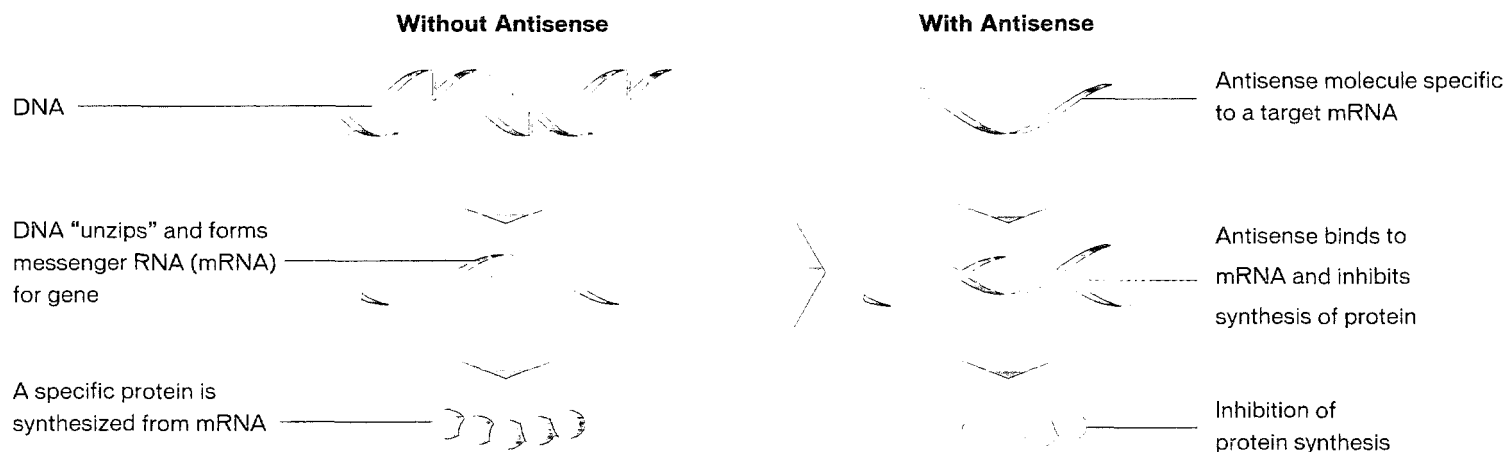 Without Antisense
DNA
DNA “unzips” and forms
messenger RNA (mRNA)
for gene
A specific protein is
synthesized from mRNA
With Antisense
Antisense molecule specific
to a target mRNA
Antisense binds to
mRNA and inhibits
synthesis of protein
Inhibition of
protein synthesis